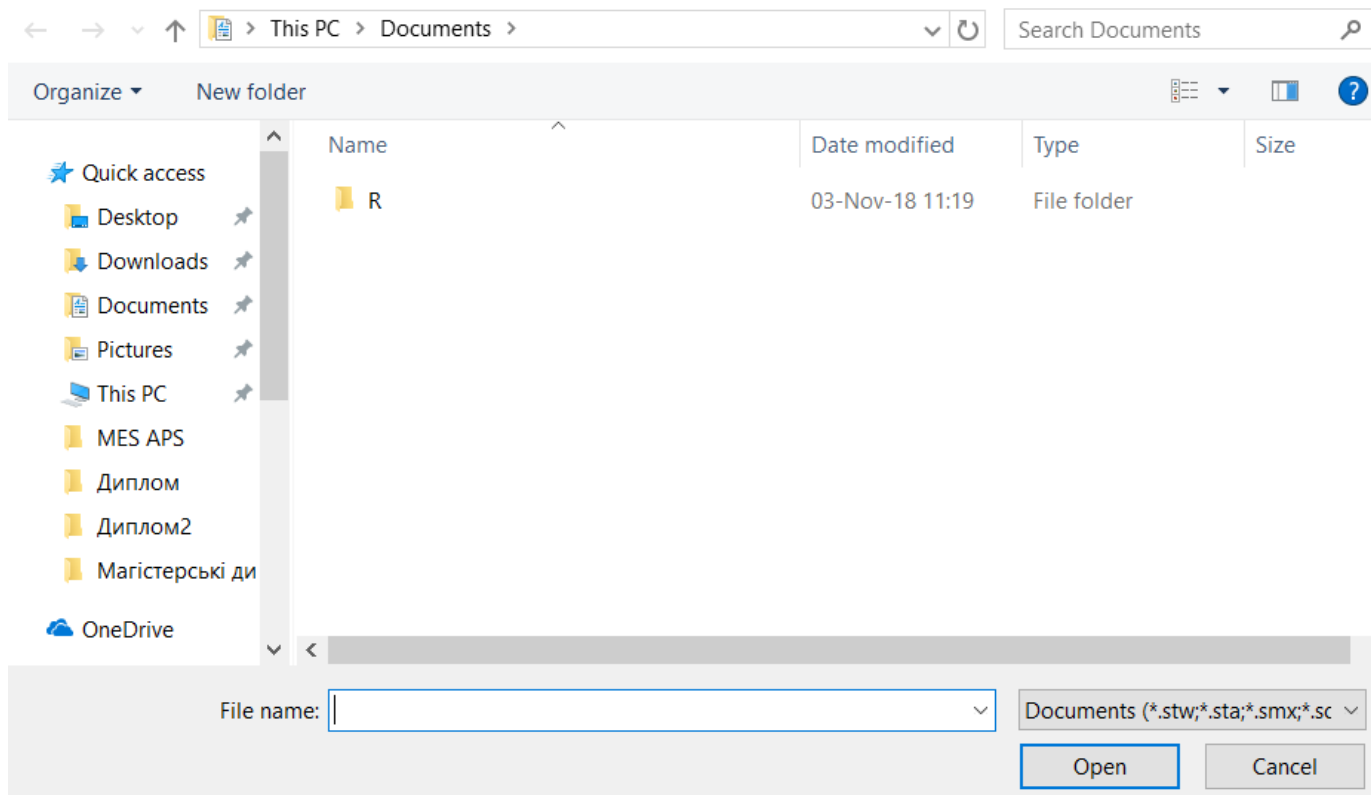 This PC > Documents >
Search Documents
Organize
New folder
?
Name
Date modified
Type
Size
Quick access
Desktop
Downloads
Documents
Pictures
This PC
MES APS
Диплом
Диплом2
Магістерські ди
OneDrive
R
03-Nov-18 11:19
File folder
File name:
Documents (*.stw;*.sta;*.smx;*.sc
Open
Cancel